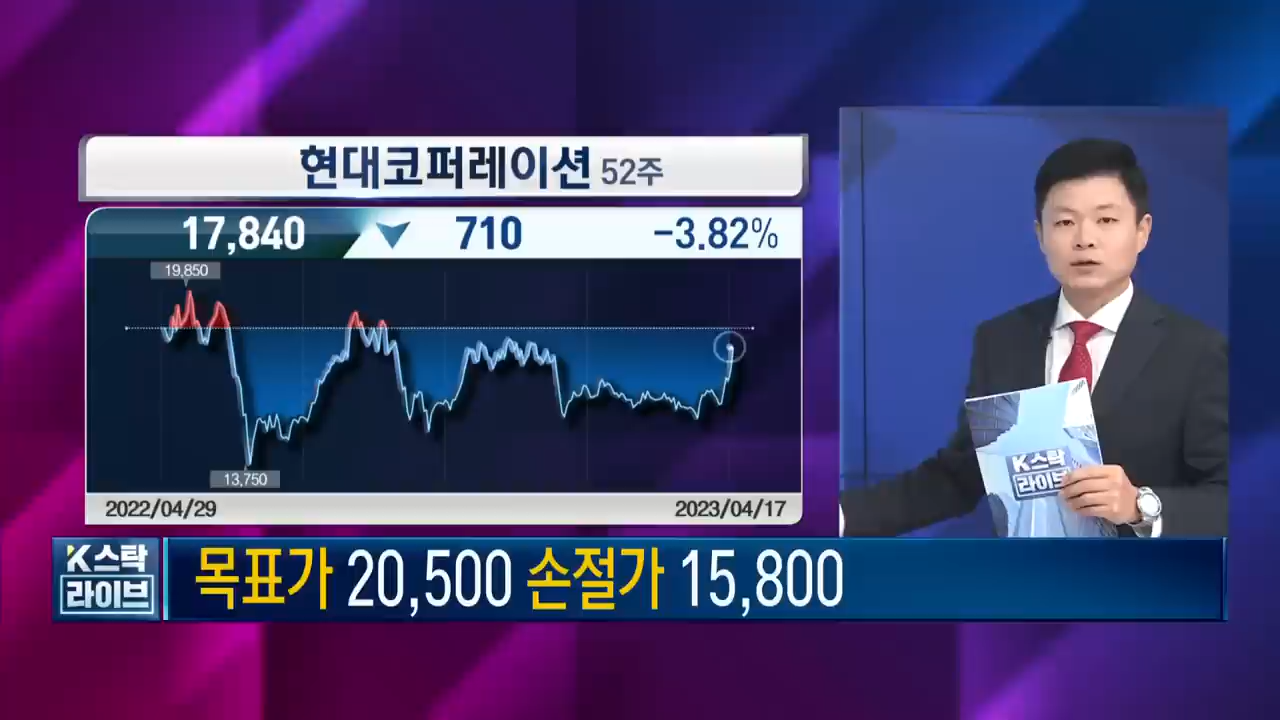 현대코퍼레이션 52주
17,840 ▼ 710 -3.82%
19,850
13,750
2022/04/29 2023/04/17
K스탁
라이브
K스탁
라이브
목표가 20,500 손절가 15,800